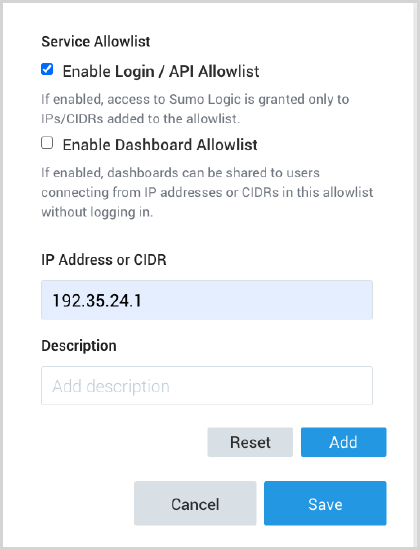 Service Allowlist
Enable Login / API Allowlist
If enabled, access to Sumo Logic is granted only to
IPs/CIDRs added to the allowlist.
Enable Dashboard Allowlist
If enabled, dashboards can be shared to users
connecting from IP addresses or CIDRs in this allowlist
without logging in.
IP Address or CIDR
192.35.24.1
Description
Add description
Reset Add
Cancel Save